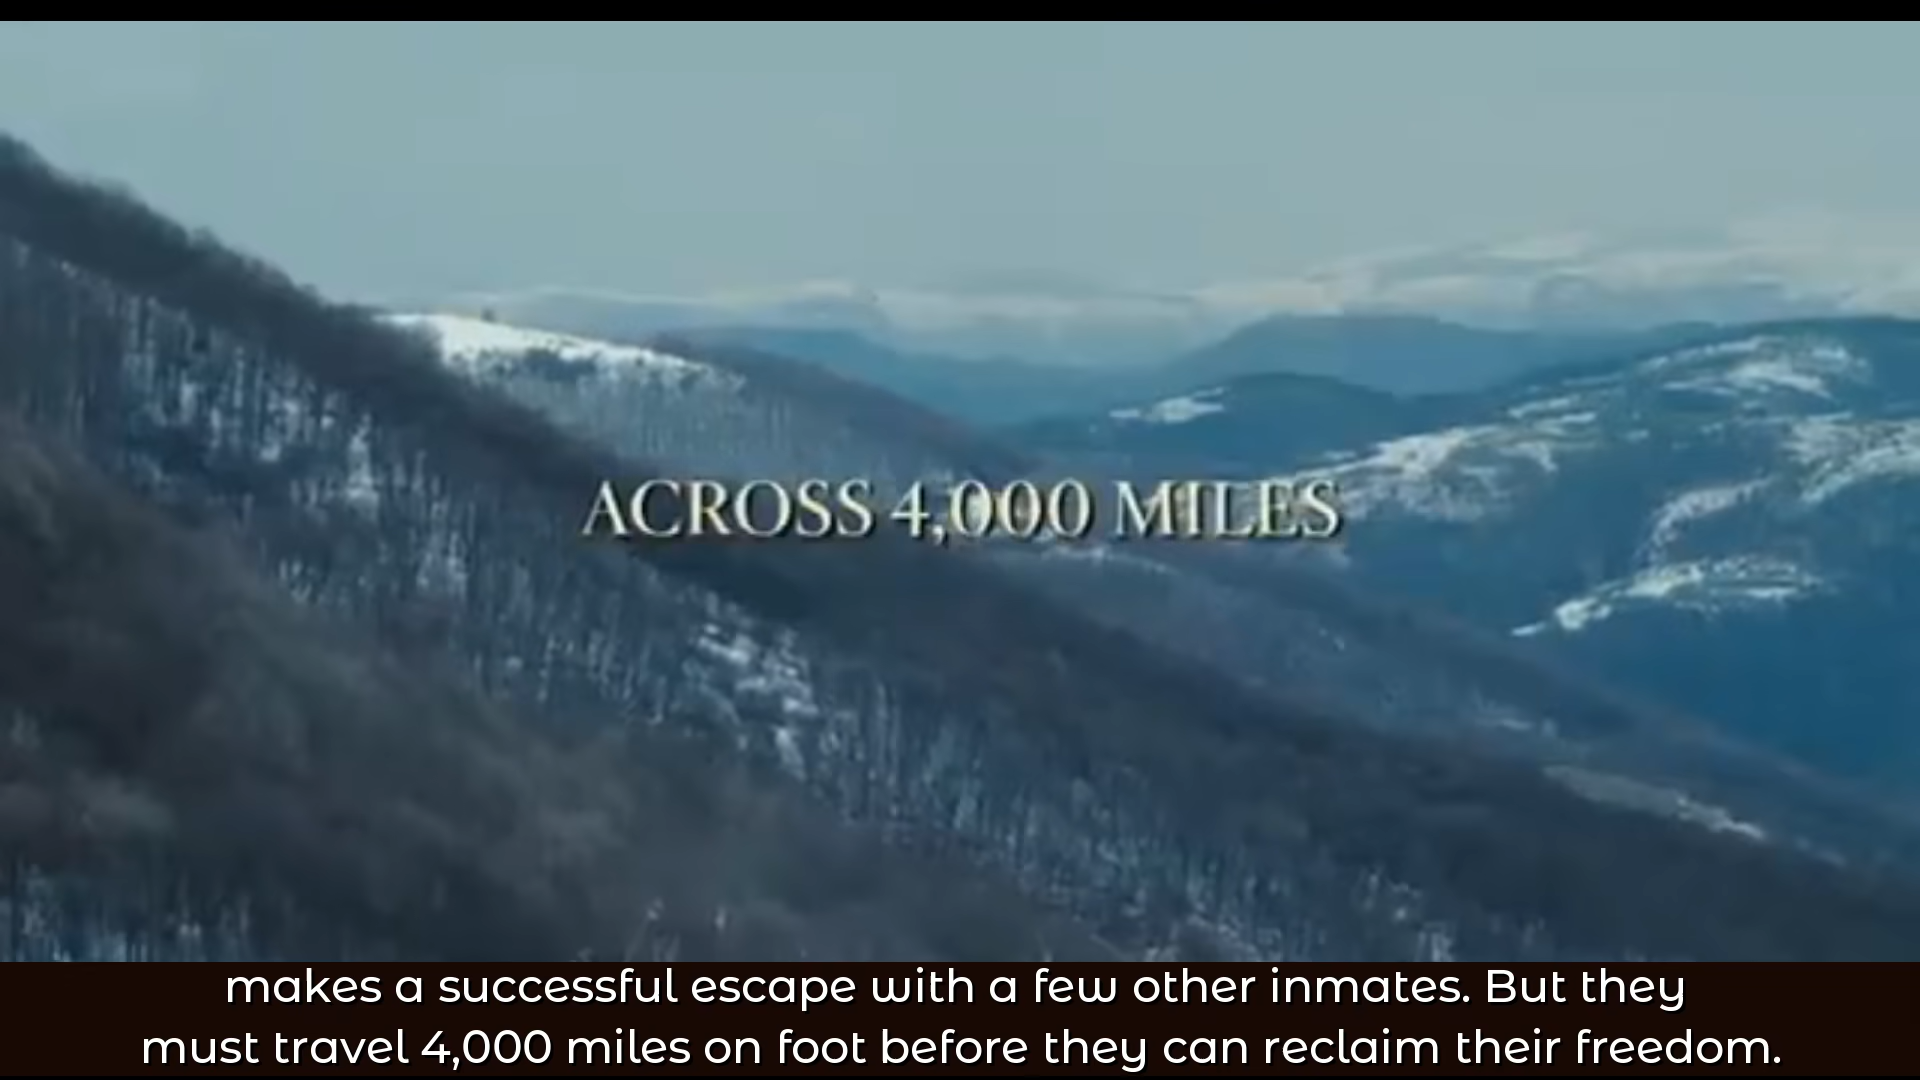 ACROSS 4,000 MILES
makes a successful escape with a few other inmates. But they
must travel 4,000 miles on foot before they can reclaim their freedom.